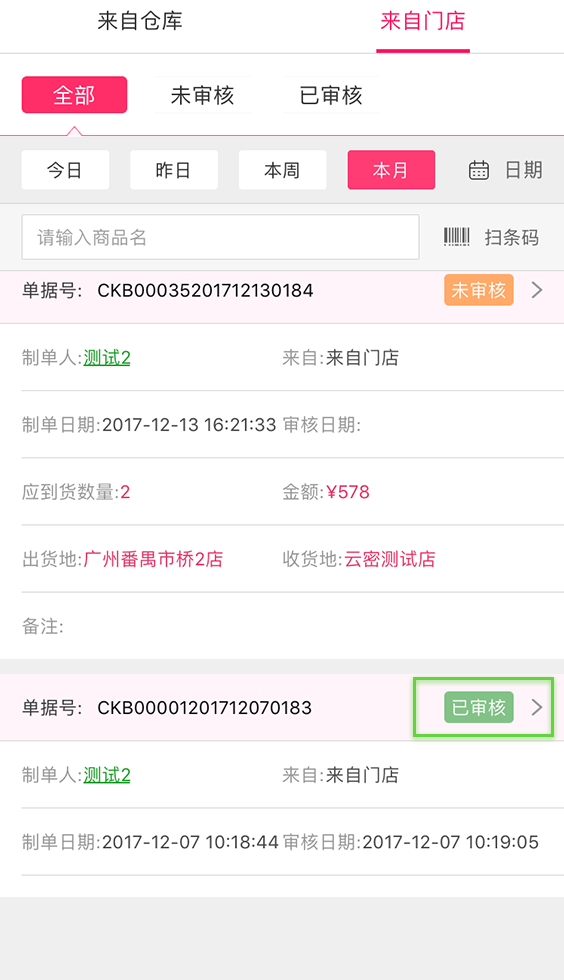 来自仓库 来自门店
全部 未审核 已审核
今日 昨日 本周 本月 日期
请输入商品名 扫条码
单据号: CKB00035201712130184 未审核
制单人:测试2 来自:来自门店
制单日期:2017-12-13 16:21:33 审核日期:
应到货数量:2 金额:¥578
出货地:广州番禺市桥2店 收货地:云密测试店
备注:
单据号: CKB00001201712070183 已审核
制单人:测试2 来自:来自门店
制单日期:2017-12-07 10:18:44 审核日期:2017-12-07 10:19:05